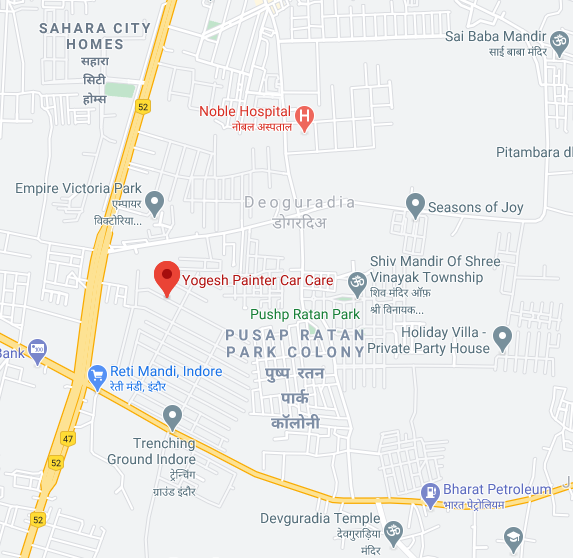 SAHARA CITY
HOMES
सहारा
सिटी
होम्स
Sai Baba Mandir
साई बाबा मंदिर
52
Noble Hospital
नोबल अस्पताल
Pitambara dh
Empire Victoria Park
एम्पायर
विक्टोरिया...
Deoguradia
डोगरदिअ
Seasons of Joy
Yogesh Painter Car Care
Shiv Mandir Of Shree
Vinayak Township
शिव मंदिर ऑफ़
श्री विनायक...
Pushp Ratan Park
PUSAP RATAN
PARK COLONY
पुष्प रतन
पार्क
कॉलोनी
Holiday Villa -
Private Party House
Bank
Reti Mandi, Indore
रेती मंडी, इंदौर
47
Trenching
Ground Indore
ट्रेन्चिंग
ग्राउंड इंदौर
52
52
Bharat Petroleum
भारत पेट्रोलियम
Devguradia Temple
देवगुराड़िया
मंदिर